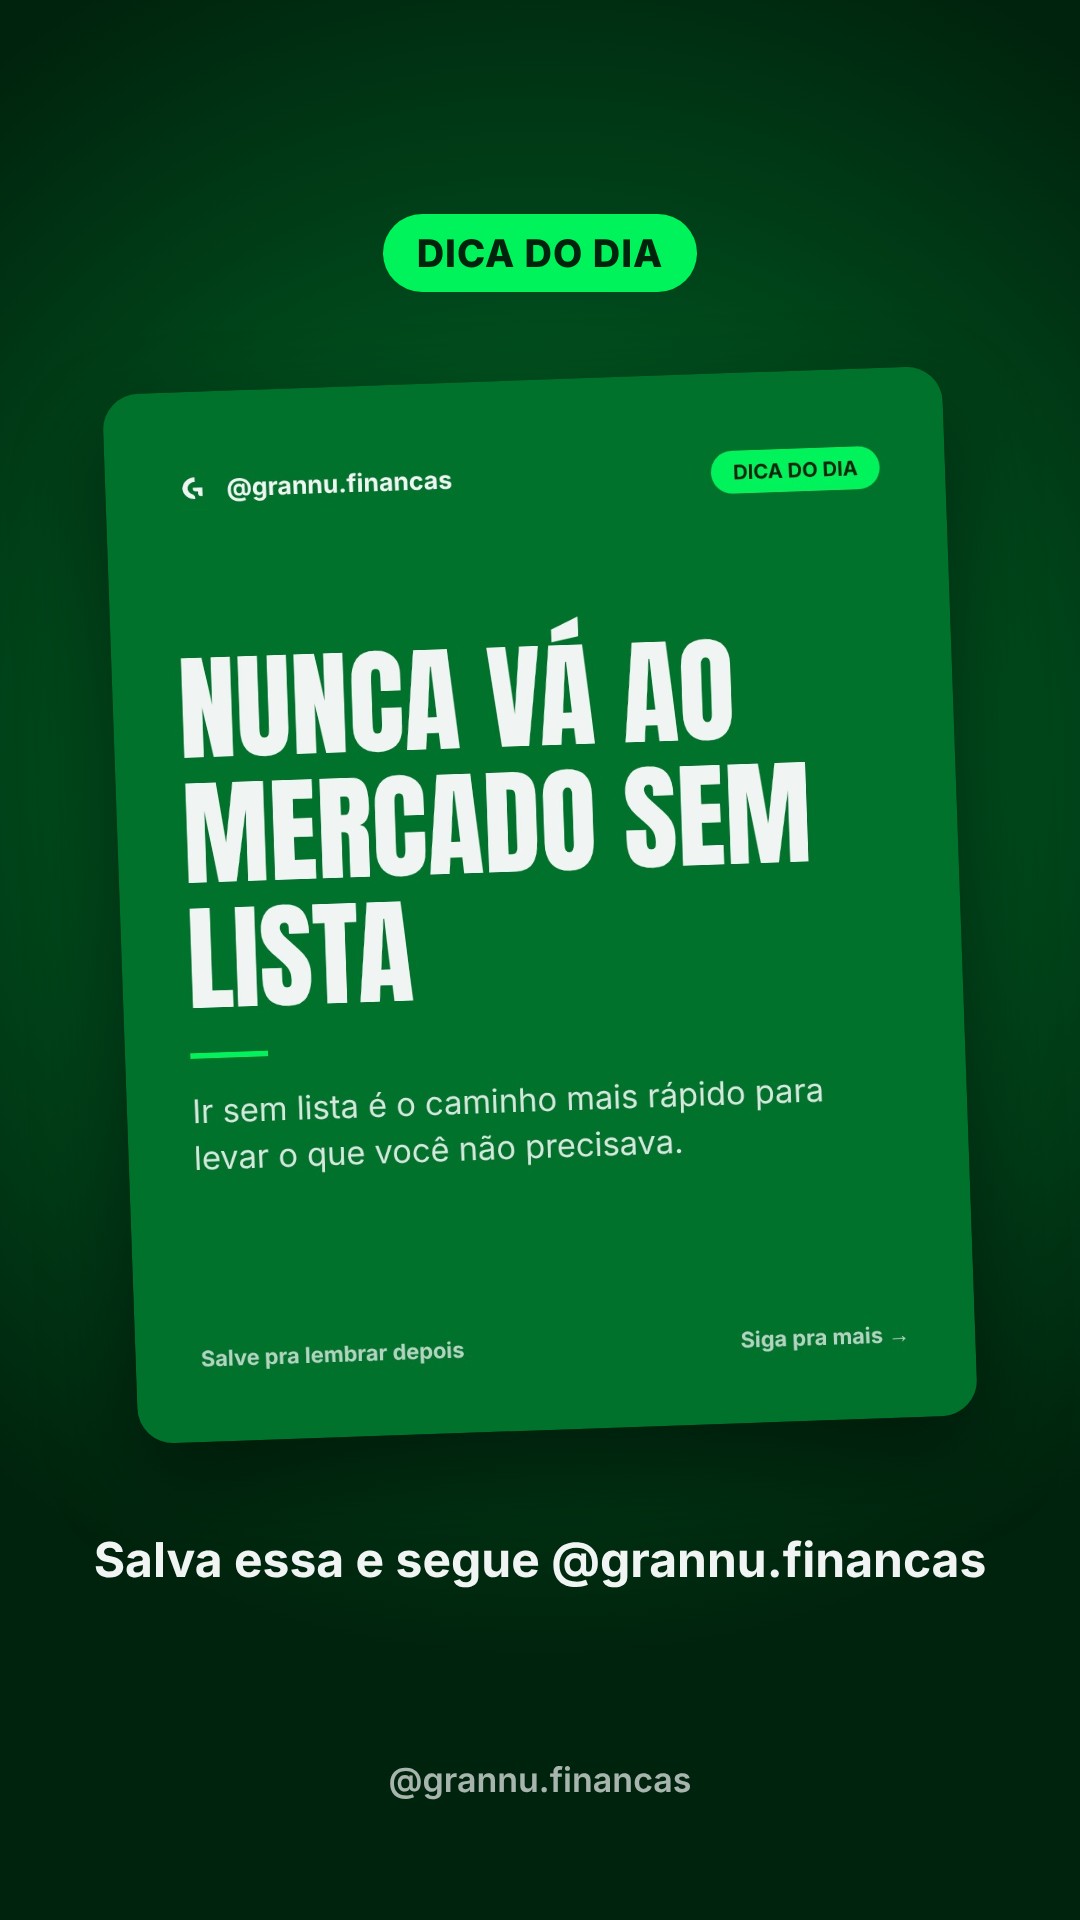 DICA DO DIA
@grannu.financas
DICA DO DIA
NUNCA VÁ AO
MERCADO SEM
LISTA
Ir sem lista é o caminho mais rápido para
levar o que você não precisava.
Salve pra lembrar depois
Siga pra mais →
Salva essa e segue @grannu.financas
@grannu.financas